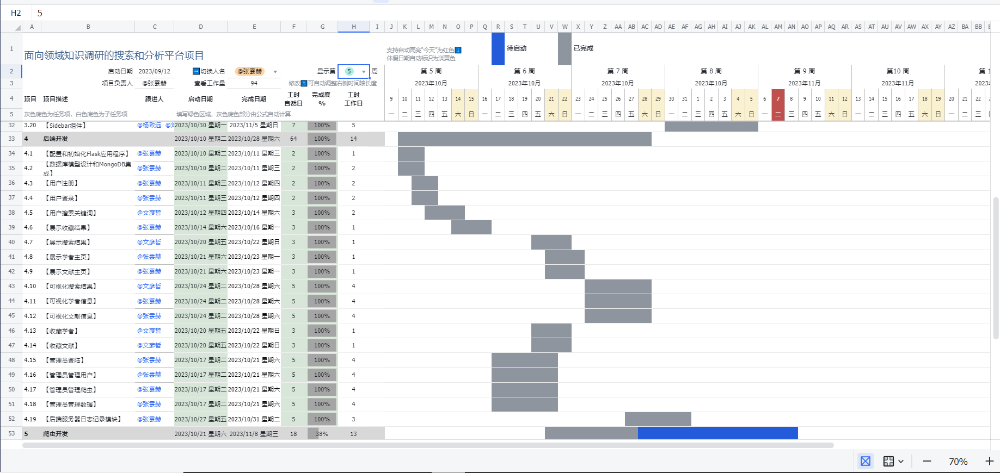 H2 5
A B C D E F G H I J K L M N O P Q R S T U V W X Y Z AA AB AC AD AE AF AG AH AI AJ AK AL AM AN AO AP AQ AR AS AT AU AV AW AX AY AZ BA BB
1 面向领域知识调研的搜索和分析平台项目 支持自动高亮“今天”为红色⬇ 待启动 已完成
休假日期自动标识为淡黄色
2 启动日期 2023/09/12 ➡切换人名 @张裛赫 显示第 5 周 第 5 周 第 6 周 第 7 周 第 8 周 第 9 周 第10 周 第 1
3 项目负责人 @张裛赫 查看工作量 94 修改⬆可自动调整右侧时间轴长度 2023年10月 2023年10月 2023年10月 2023年10月 2023年11月 2023年11月 2023
4 项目 项目描述 跟进人 启动日期 完成日期 工时 自然日 完成度 % 工时 工作日 9 10 11 12 13 14 15 16 17 18 19 20 21 22 23 24 25 26 27 28 29 30 31 1 2 3 4 5 6 7 8 9 10 11 12 13 14 15 16 17 18 19 20 21
5 灰色底色为任务项，白色底色为子任务项 填写绿色区域，灰色底色部分由公式自动计算 一 二 三 四 五 六 日 一 二 三 四 五 六 日 一 二 三 四 五 六 日 一 二 三 四 五 六 日 一 二 三 四 五 六 日 一 二 三 四 五 六 日 一 二 三
32 3.20 【Sidebar组件】 @杨致远 2023/10/30 星期一 2023/11/5 星期日 7 100% 5
33 4 后端开发 2023/10/10 星期二 2023/10/28 星期六 64 100% 14
34 4.1 【配置和初始化Flask应用程序】 @张裛赫 2023/10/10 星期二 2023/10/11 星期三 2 100% 1
35 4.2 【数据库模型设计和MongoDB集成】 @张裛赫 2023/10/10 星期二 2023/10/11 星期三 2 100% 2
36 4.3 【用户注册】 @张裛赫 2023/10/11 星期三 2023/10/12 星期四 2 100% 2
37 4.4 【用户登录】 @张裛赫 2023/10/11 星期三 2023/10/12 星期四 2 100% 2
38 4.5 【用户搜索关键词】 @文彦哲 2023/10/12 星期四 2023/10/14 星期六 3 100% 2
39 4.6 【展示收藏结果】 @张裛赫 2023/10/14 星期六 2023/10/16 星期一 3 100% 1
40 4.7 【展示搜索结果】 @文彦哲 2023/10/20 星期五 2023/10/22 星期日 3 100% 1
41 4.8 【展示学者主页】 @张裛赫 2023/10/21 星期六 2023/10/23 星期一 3 100% 1
42 4.9 【展示文献主页】 @张裛赫 2023/10/21 星期六 2023/10/23 星期一 3 100% 1
43 4.10 【可视化搜索结果】 @文彦哲 2023/10/24 星期二 2023/10/28 星期六 5 100% 4
44 4.11 【可视化学者信息】 @张裛赫 2023/10/24 星期二 2023/10/28 星期六 5 100% 4
45 4.12 【可视化文献信息】 @张裛赫 2023/10/24 星期二 2023/10/28 星期六 5 100% 4
46 4.13 【收藏学者】 @文彦哲 2023/10/20 星期五 2023/10/22 星期日 3 100% 1
47 4.14 【收藏文献】 @文彦哲 2023/10/20 星期五 2023/10/22 星期日 3 100% 1
48 4.15 【管理员登陆】 @张裛赫 2023/10/17 星期二 2023/10/21 星期六 5 100% 4
49 4.16 【管理员管理用户】 @张裛赫 2023/10/17 星期二 2023/10/21 星期六 5 100% 4
50 4.17 【管理员管理爬虫】 @张裛赫 2023/10/17 星期二 2023/10/21 星期六 5 100% 4
51 4.18 【管理员管理数据】 @张裛赫 2023/10/17 星期二 2023/10/21 星期六 5 100% 4
52 4.19 【后端服务器日志记录模块】 @张裛赫 2023/10/27 星期五 2023/10/31 星期二 5 100% 3
53 5 爬虫开发 2023/10/21 星期六 2023/11/8 星期三 18 38% 13
70%